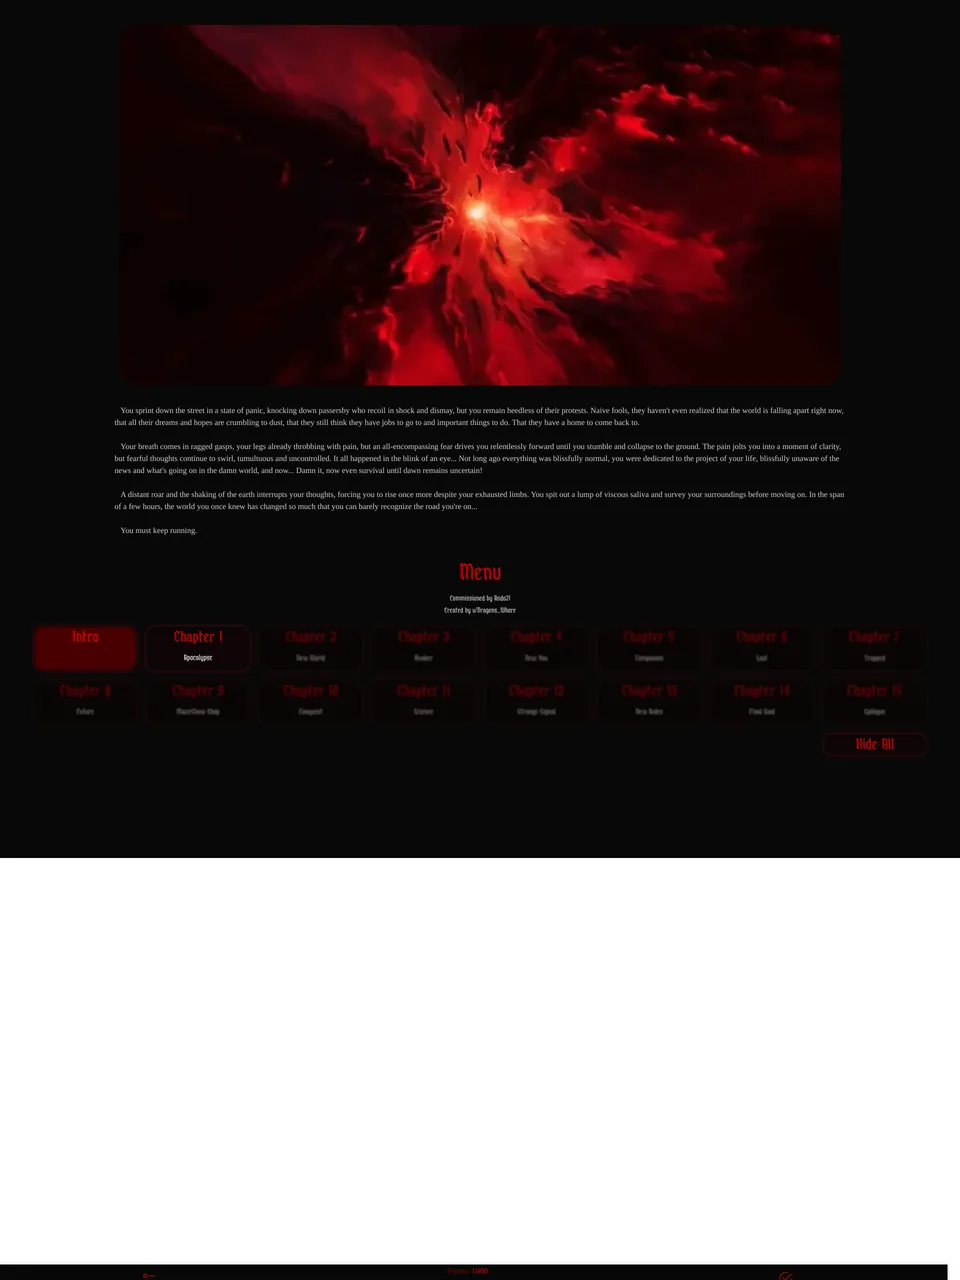 You sprint down the street in a state of panic, knocking down passersby who recoil in shock and dismay, but you remain heedless of their protests. Naive fools, they haven't even realized that the world is falling apart right now,
that all their dreams and hopes are crumbling to dust, that they still think they have jobs to go to and important things to do. That they have a home to come back to.
Your breath comes in ragged gasps, your legs already throbbing with pain, but an all-encompassing fear drives you relentlessly forward until you stumble and collapse to the ground. The pain jolts you into a moment of clarity,
but fearful thoughts continue to swirl, tumultuous and uncontrolled. It all happened in the blink of an eye... Not long ago everything was blissfully normal, you were dedicated to the project of your life, blissfully unaware of the
news and what's going on in the damn world, and now... Damn it, now even survival until dawn remains uncertain!
A distant roar and the shaking of the earth interrupts your thoughts, forcing you to rise once more despite your exhausted limbs. You spit out a lump of viscous saliva and survey your surroundings before moving on. In the span
of a few hours, the world you once knew has changed so much that you can barely recognize the road you're on...
You must keep running.
Menu
Commissioned by
Created by u/Dragons_Whore
Intro Chapter 1 Chapter 2 Chapter 3 Chapter 4 Chapter 5 Chapter 6 Chapter 7
Apocalypse New World New You Companion Lost Trapped
Chapter 8 Chapter 9 Chapter 10 Chapter 11 Chapter 12 Chapter 13 Chapter 14 Chapter 15
Future Conquest Strange Signal New Rules Final Goal Epilogue
Hide All
Points: 1000